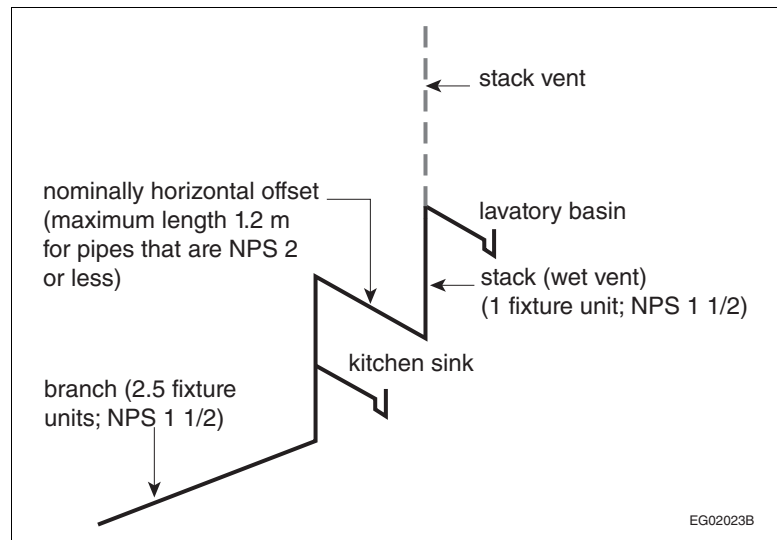 stack vent
nominally horizontal offset
(maximum length 1.2 m
for pipes that are NPS 2
or less)
lavatory basin
stack (wet vent)
(1 fixture unit; NPS 1 1/2)
kitchen sink
branch (2.5 fixture
units; NPS 1 1/2)
EG02023B